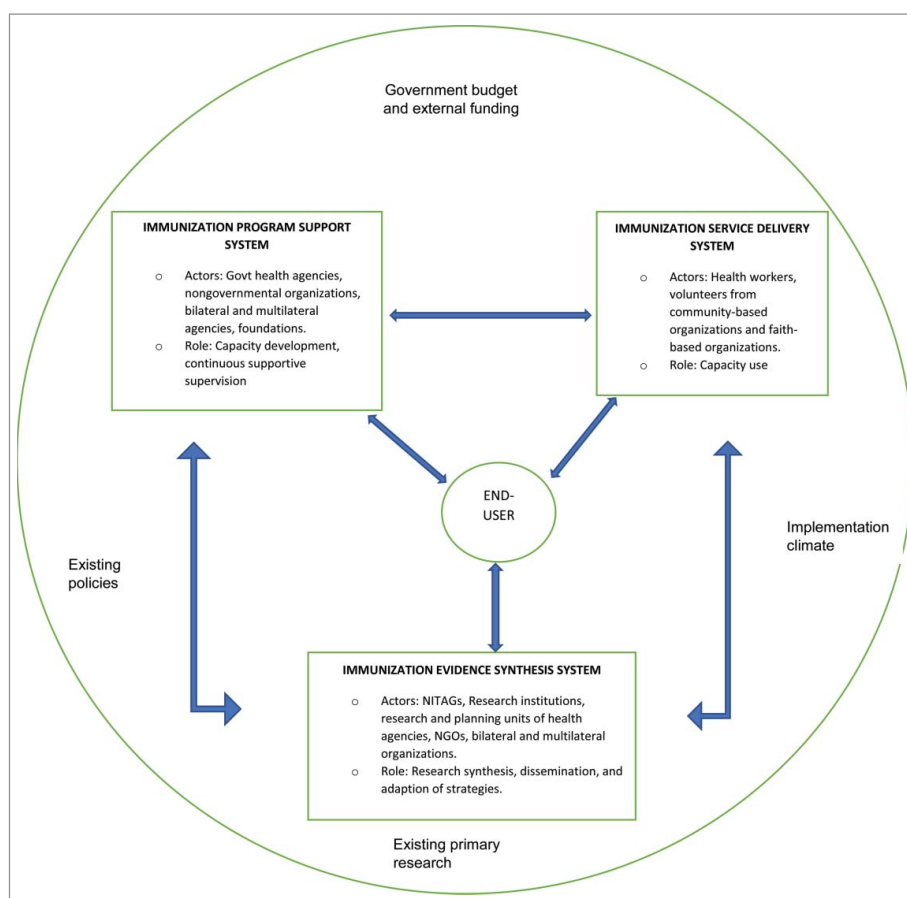 Government budget
and external funding
IMMUNIZATION PROGRAM SUPPORT
SYSTEM
o Actors: Govt health agencies,
nongovernmental organizations,
bilateral and multilateral
agencies, foundations.
o Role: Capacity development,
continuous supportive
supervision
IMMUNIZATION SERVICE DELIVERY
SYSTEM
o Actors: Health workers,
volunteers from
community-based
organizations and faith-
based organizations.
o Role: Capacity use
END-
USER
Existing
policies
Implementation
climate
IMMUNIZATION EVIDENCE SYNTHESIS SYSTEM
o Actors: NITAGs, Research institutions,
research and planning units of health
agencies, NGOs, bilateral and multilateral
organizations.
o Role: Research synthesis, dissemination, and
adaption of strategies.
Existing primary
research